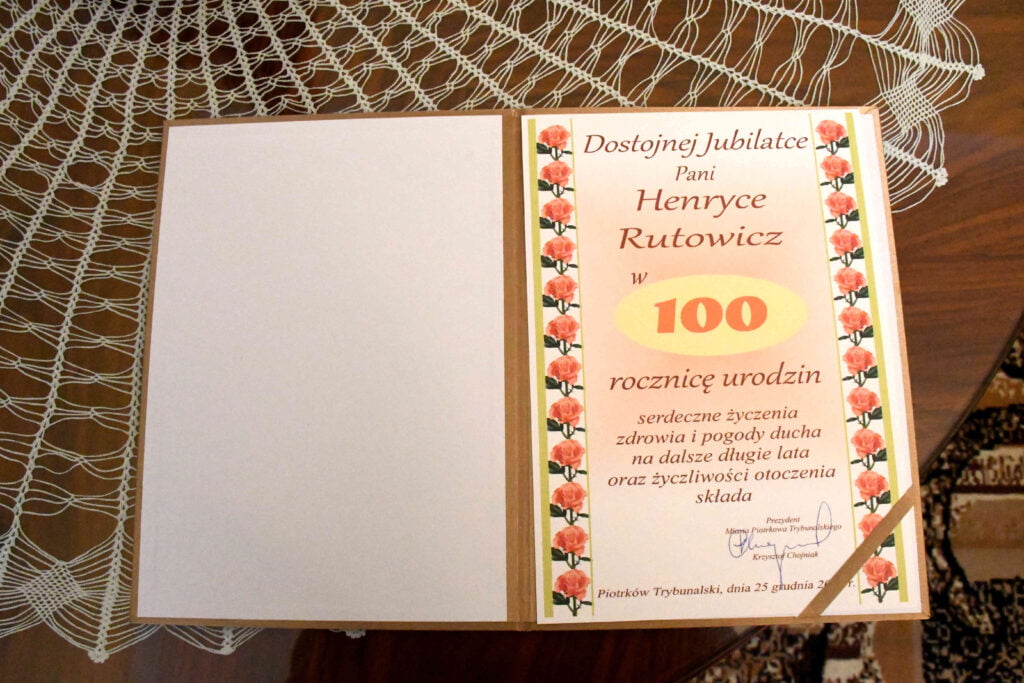 Dostojnej Jubilatce
Pani
Henryce
Rutowicz
w
100
rocznicę urodzin
serdeczne życzenia
zdrowia i pogody ducha
na dalsze długie lata
oraz życzliwości otoczenia
składa
Prezydent
Miasta Piotrkowa Trybunalskiego
Krzysztof Chojniak
Piotrków Trybunalski, dnia 25 grudnia r.